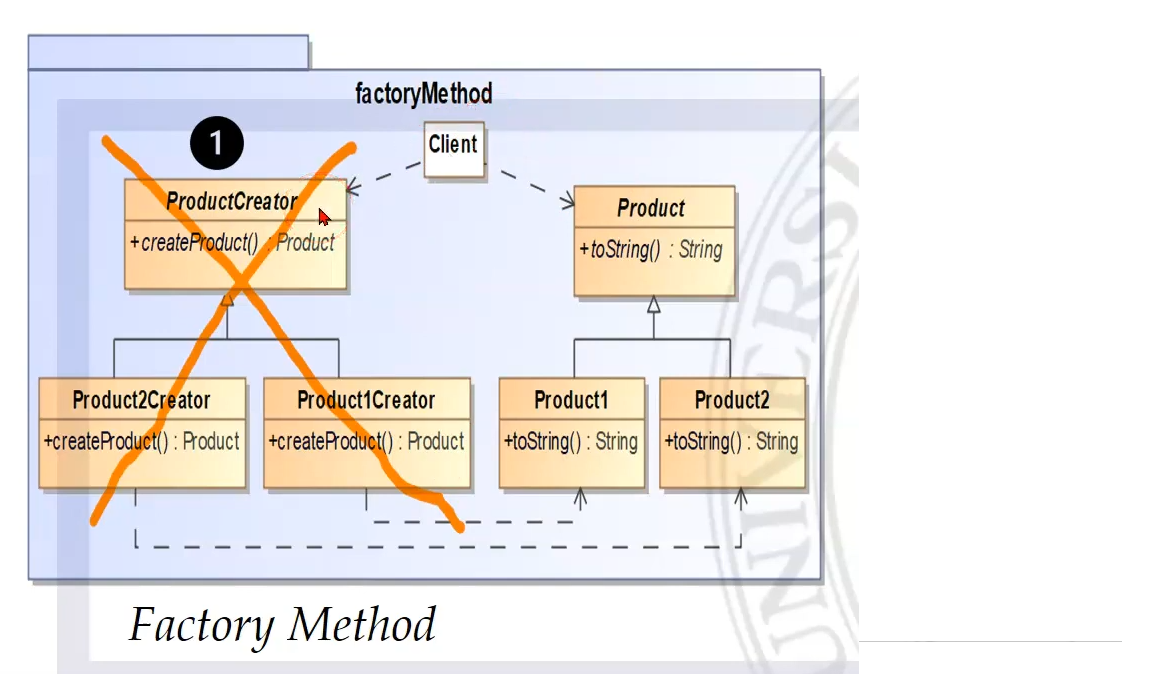 factoryMethod
1
Client
ProductCreator
+createProduct() : Product
Product
+toString() : String
Product2Creator
+createProduct() : Product
Product1Creator
+createProduct() : Product
Product1
+toString() : String
Product2
+toString() : String
Factory Method
UNIVERSI